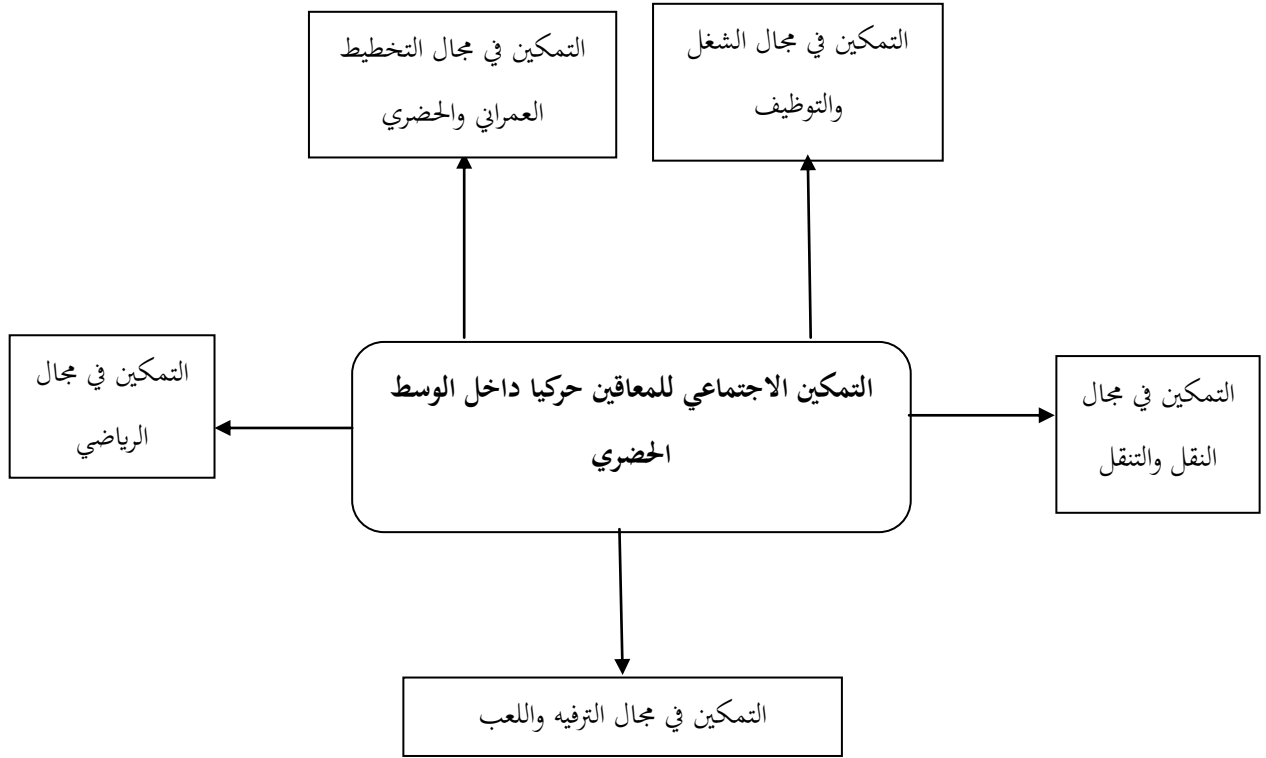 التمكين في مجال الشغل
والتوظيف
التمكين في مجال التخطيط
العمراني والحضري
التمكين في مجال
النقل والتنقل
التمكين الاجتماعي للمعاقين حركيا داخل الوسط
الحضري
التمكين في مجال
الرياضي
التمكين في مجال الترفيه واللعب